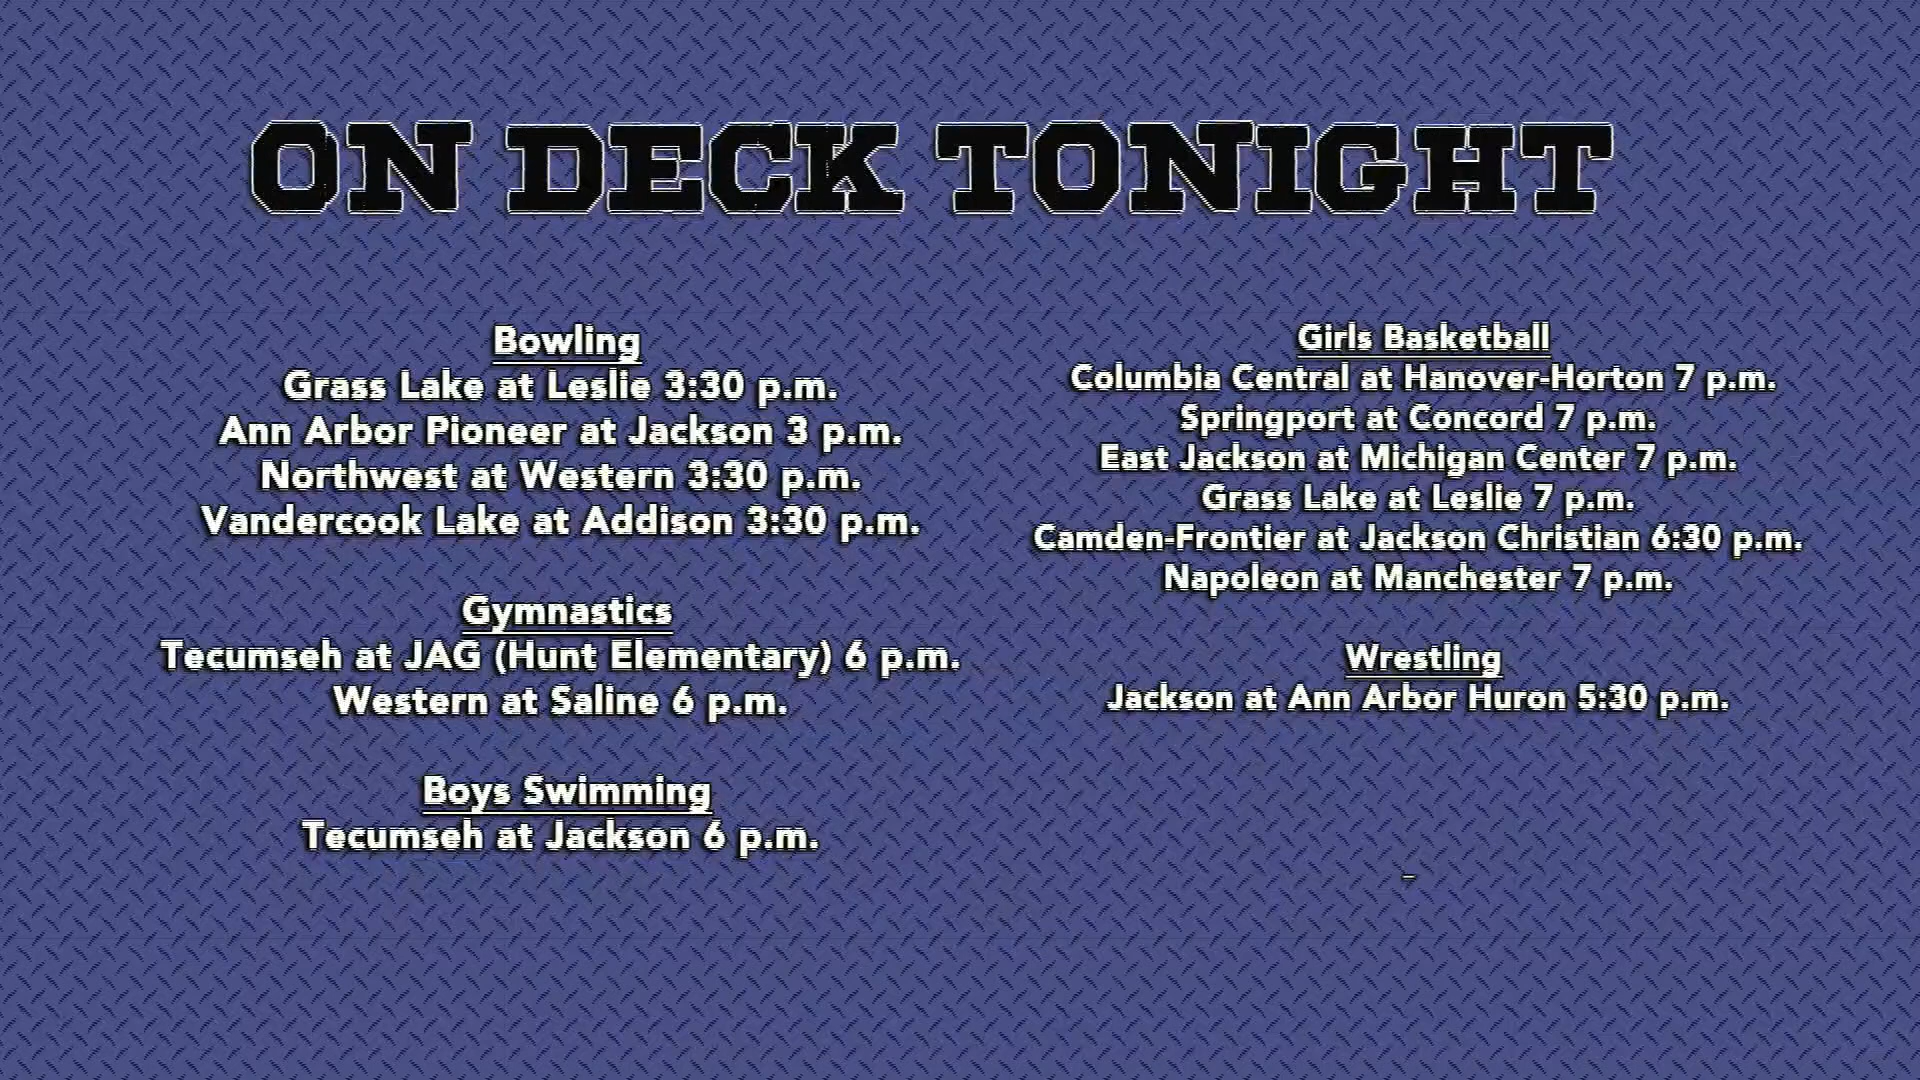 ON DECK TONIGHT
Bowling
Grass Lake at Leslie 3:30 p.m.
Ann Arbor Pioneer at Jackson 3 p.m.
Northwest at Western 3:30 p.m.
Vandercook Lake at Addison 3:30 p.m.
Gymnastics
Tecumseh at JAG (Hunt Elementary) 6 p.m.
Western at Saline 6 p.m.
Boys Swimming
Tecumseh at Jackson 6 p.m.
Girls Basketball
Columbia Central at Hanover-Horton 7 p.m.
Springport at Concord 7 p.m.
East Jackson at Michigan Center 7 p.m.
Grass Lake at Leslie 7 p.m.
Camden-Frontier at Jackson Christian 6:30 p.m.
Napoleon at Manchester 7 p.m.
Wrestling
Jackson at Ann Arbor Huron 5:30 p.m.